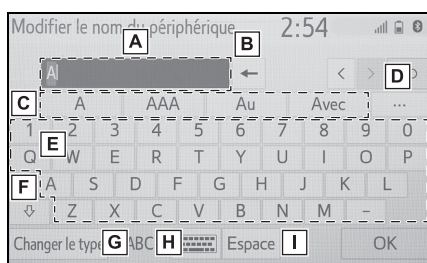 Modifier le nom du périphérique 2:54
A B
A ← < > D
C A AAA Au Avec ...
1 2 3 4 5 6 7 8 9 0
E
Q W E R T Y U I O P
F A S D F G H J K L
Z X C V B N M -
Changer le type G ABC H Espace I OK